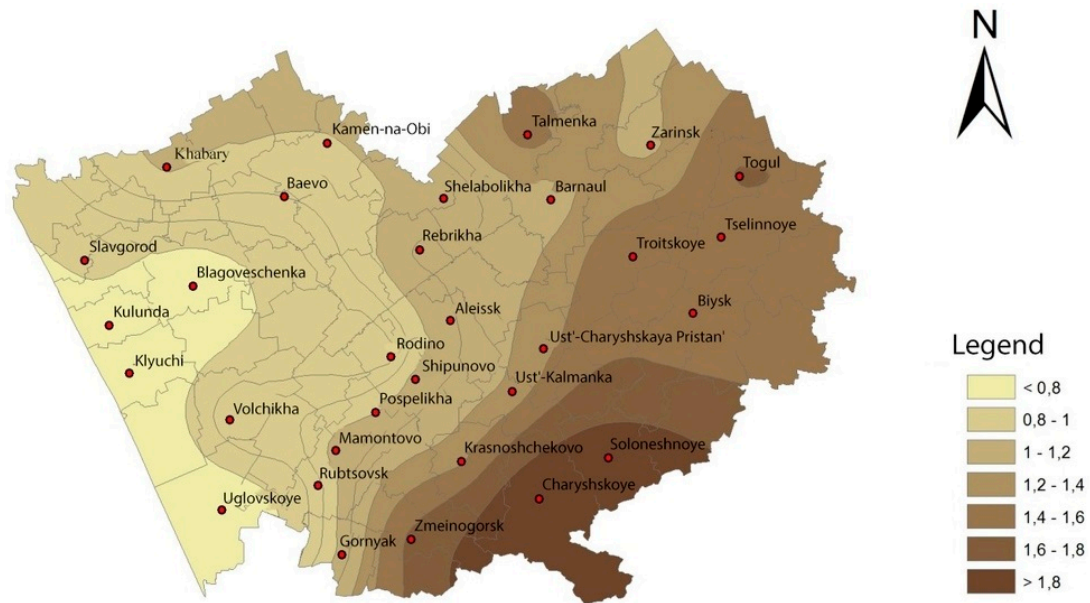 N
Talmenka
Kamen-na-Obi
Zarinsk
Khabary
Togul
Baevo
Shelabolikha
Barnaul
Tselinnoye
Rebrikha
Troitskoye
Slavgorod
Blagoveschenka
Biysk
Kulunda
Aleissk
Ust'-Charyshskaya Pristan'
Rodino
Klyuchi
Shipunovo
Ust'-Kalmanka
Volchikha
Pospelikha
Mamontovo
Krasnoshchekovo
Soloneshnoye
Rubtsovsk
Charyshskoye
Uglovskoye
Zmeinogorsk
Gornyak
Legend
< 0,8
0,8 - 1
1 - 1,2
1,2 - 1,4
1,4 - 1,6
1,6 - 1,8
> 1,8